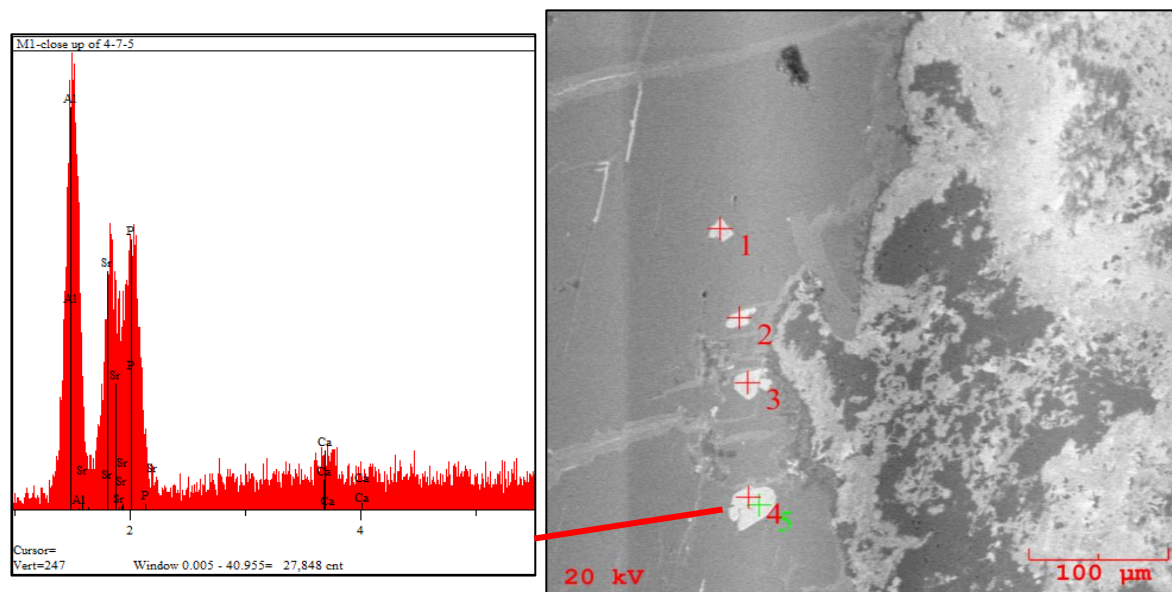 M1-close up of 4-7-5
Al
Al
Al
Sr
Sr
Sr
Sr
Sr
Sr
Sr
Sr
P
P
P
Ca
Ca
Ca
Ca
Ca
2
4
Cursor=
Vert=247 Window 0.005 - 40.955= 27,848 cnt
1
2
3
4
5
20 kV
100 µm